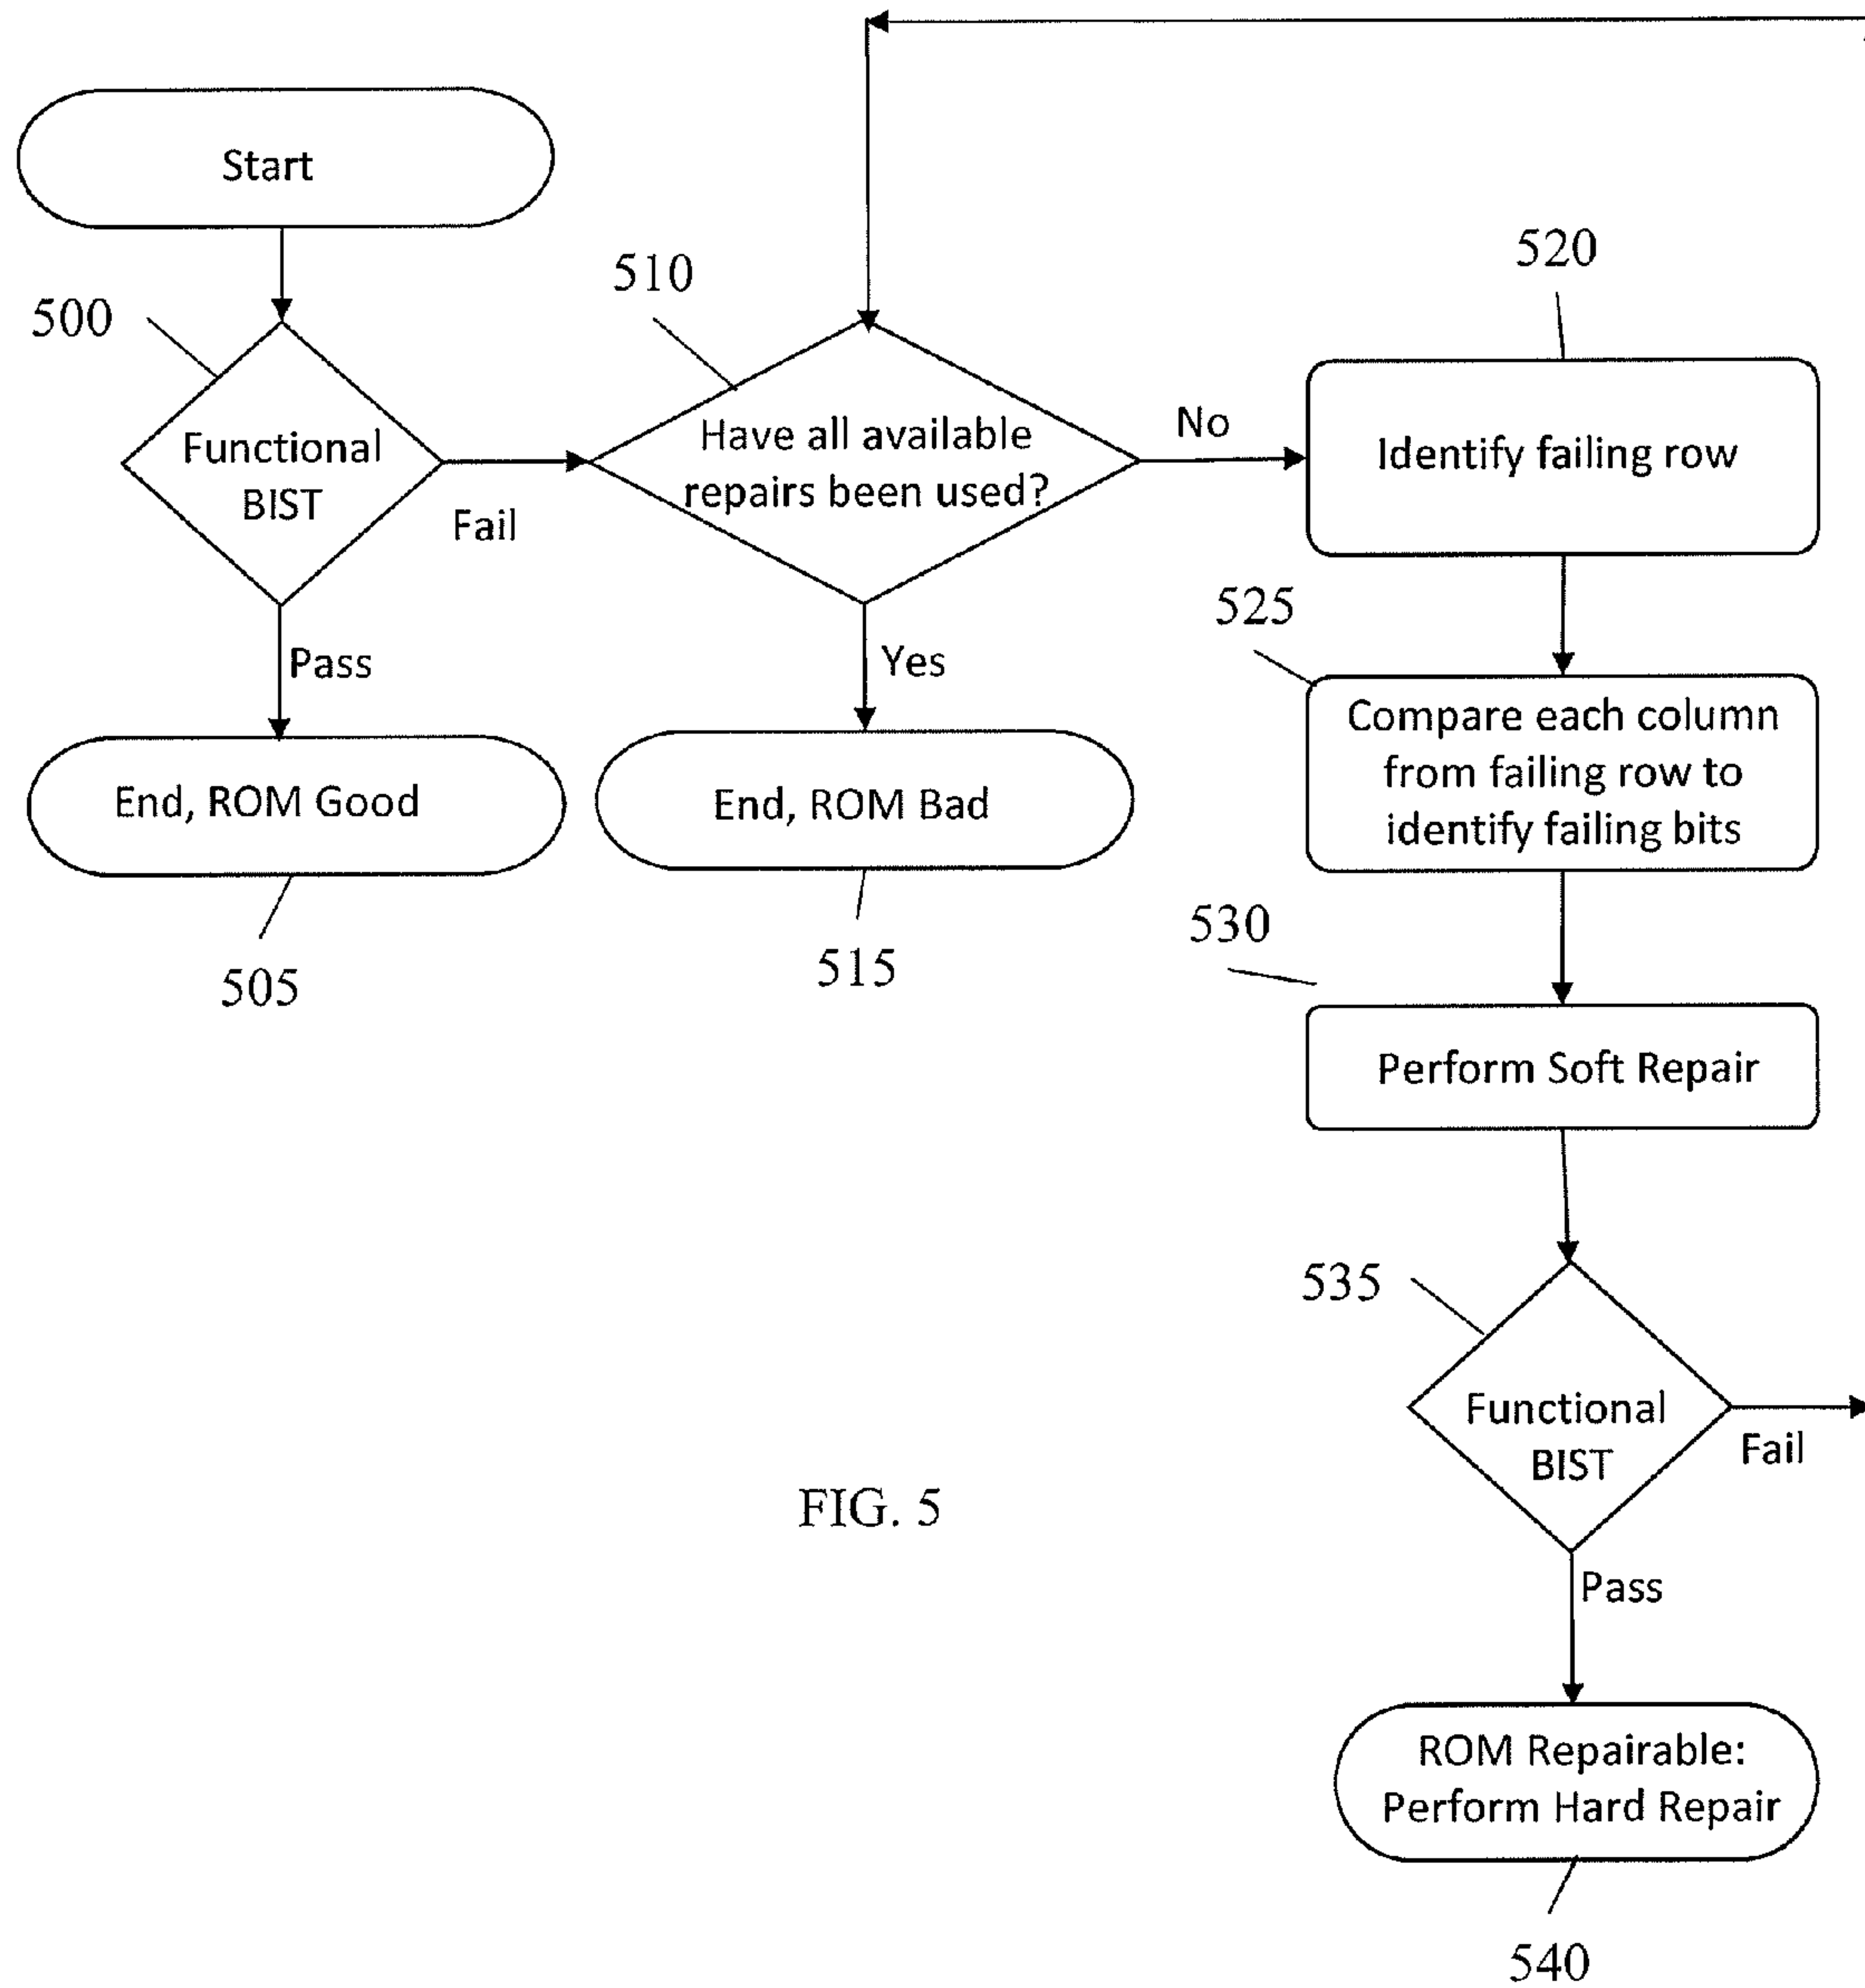 Start
500
Functional
BIST
Fail
Pass
End, ROM Good
505
510
Have all available
repairs been used?
No
Yes
End, ROM Bad
515
520
Identify failing row
525
Compare each column
from failing row to
identify failing bits
530
Perform Soft Repair
535
Functional
BIST
Fail
Pass
ROM Repairable:
Perform Hard Repair
540
FIG. 5